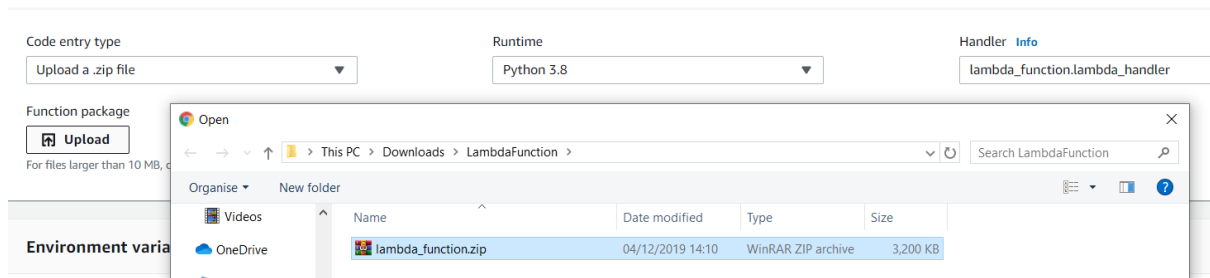 Code entry type
Runtime
Handler Info
Upload a .zip file
Python 3.8
lambda_function.lambda_handler
Function package
Upload
For files larger than 10 MB,
Open
This PC > Downloads > LambdaFunction >
Search LambdaFunction
Organise
New folder
Videos
Name
Date modified
Type
Size
OneDrive
lambda_function.zip
04/12/2019 14:10
WinRAR ZIP archive
3,200 KB
Environment varia